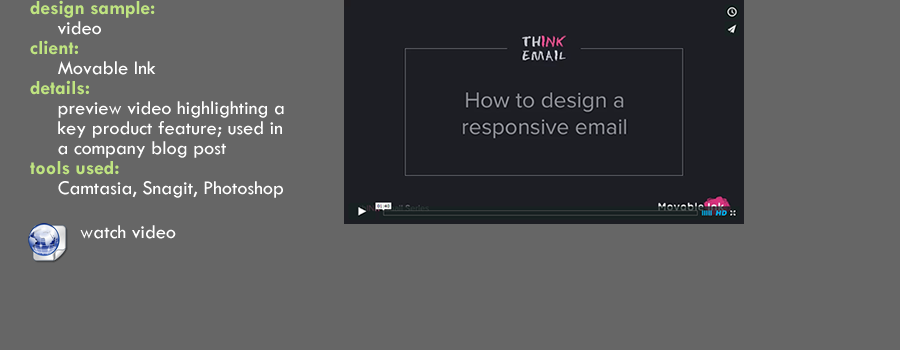 design sample:
video
client:
Movable Ink
details:
preview video highlighting a
key product feature; used in
a company blog post
tools used:
Camtasia, Snagit, Photoshop
watch video
THINK
EMAIL
How to design a
responsive email
Movable Ink
HD